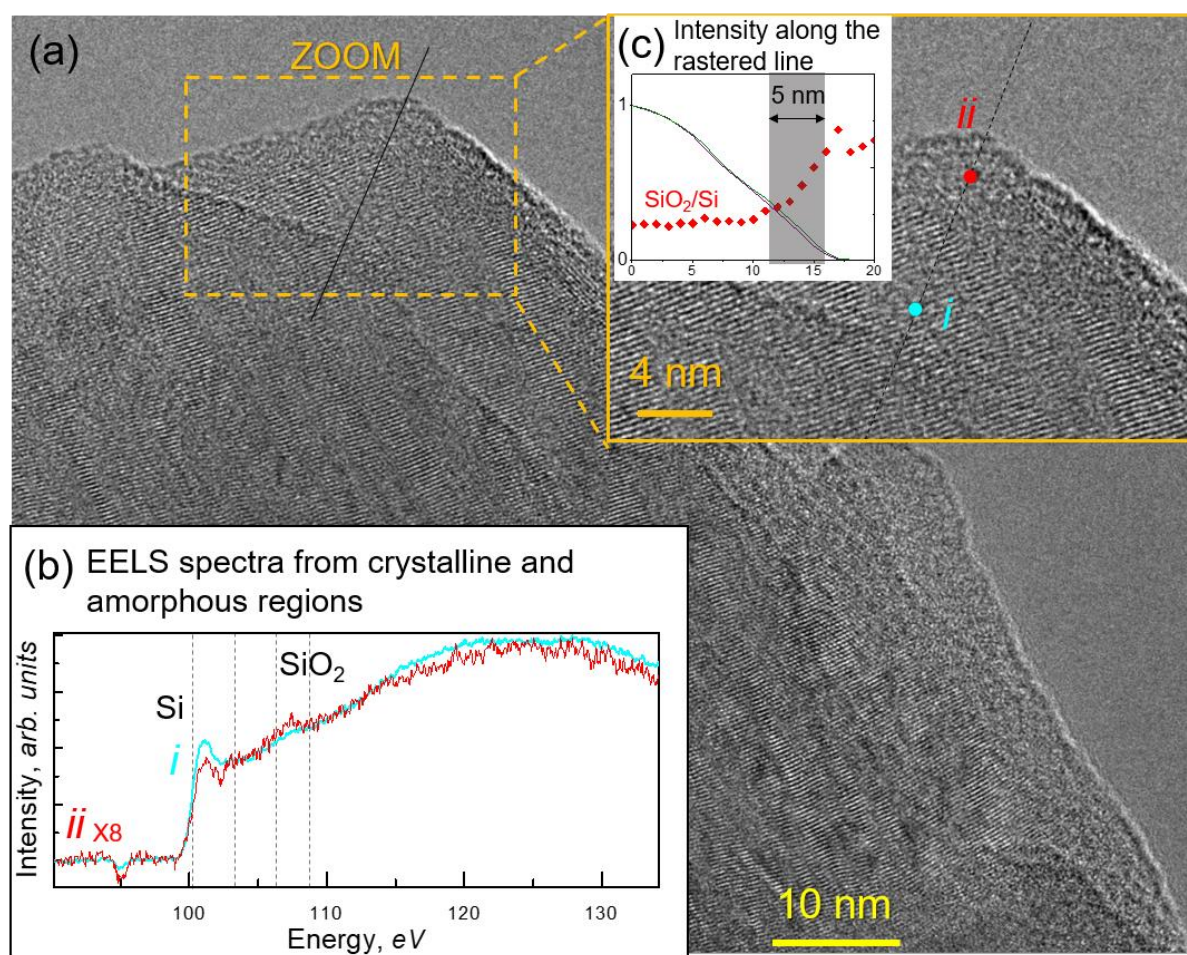 (a)
ZOOM
(c) Intensity along the
rastered line
5 nm
1
SiO₂/Si
0
0 5 10 15 20
ii
i
4 nm
(b) EELS spectra from crystalline and
amorphous regions
Intensity, arb. units
Si
SiO₂
i
ii X8
100 110 120 130
Energy, eV
10 nm